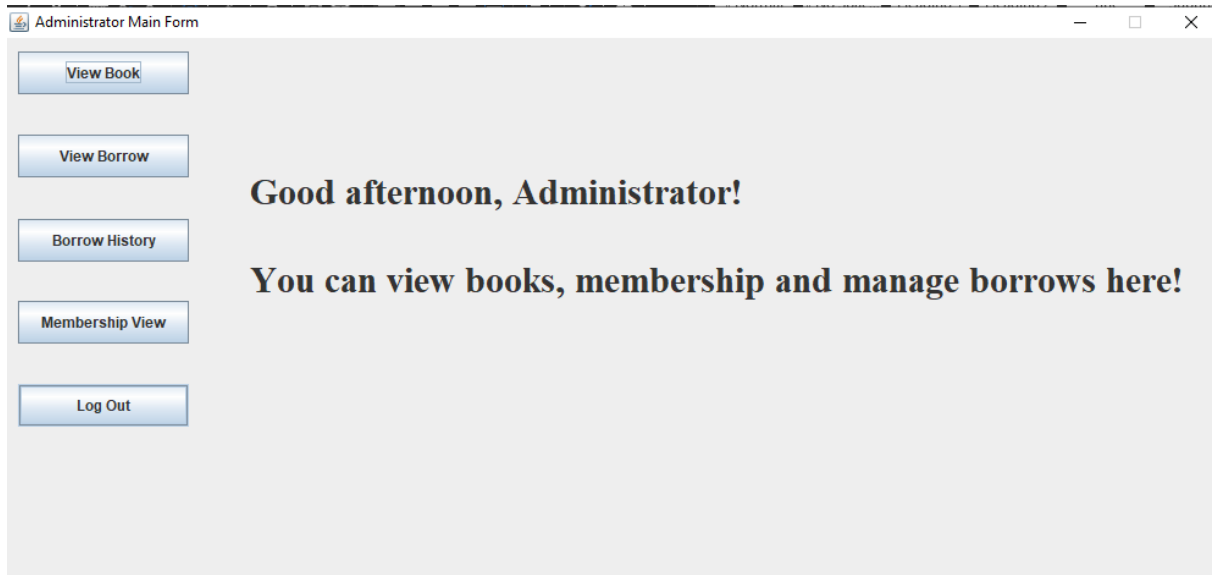 Administrator Main Form
View Book
View Borrow
Good afternoon, Administrator!
Borrow History
You can view books, membership and manage borrows here!
Membership View
Log Out